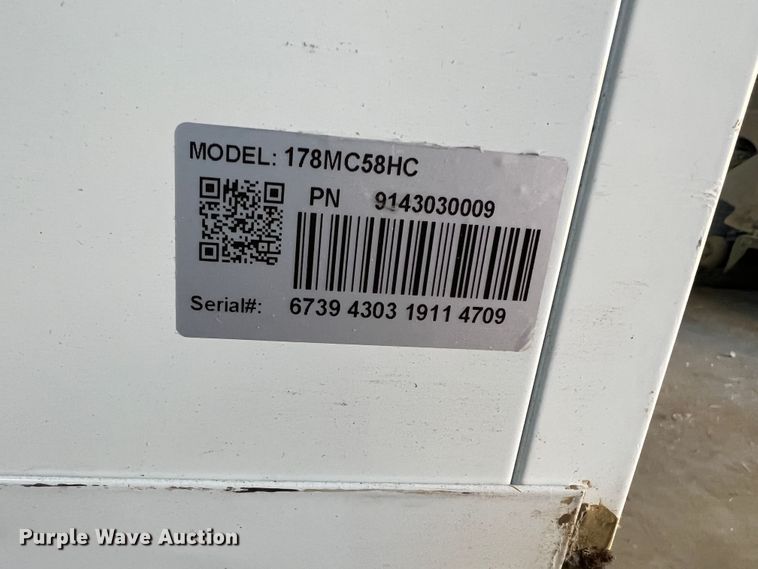 MODEL: 178MC58HC
PN 9143030009
Serial#: 6739 4303 1911 4709
Purple Wave Auction